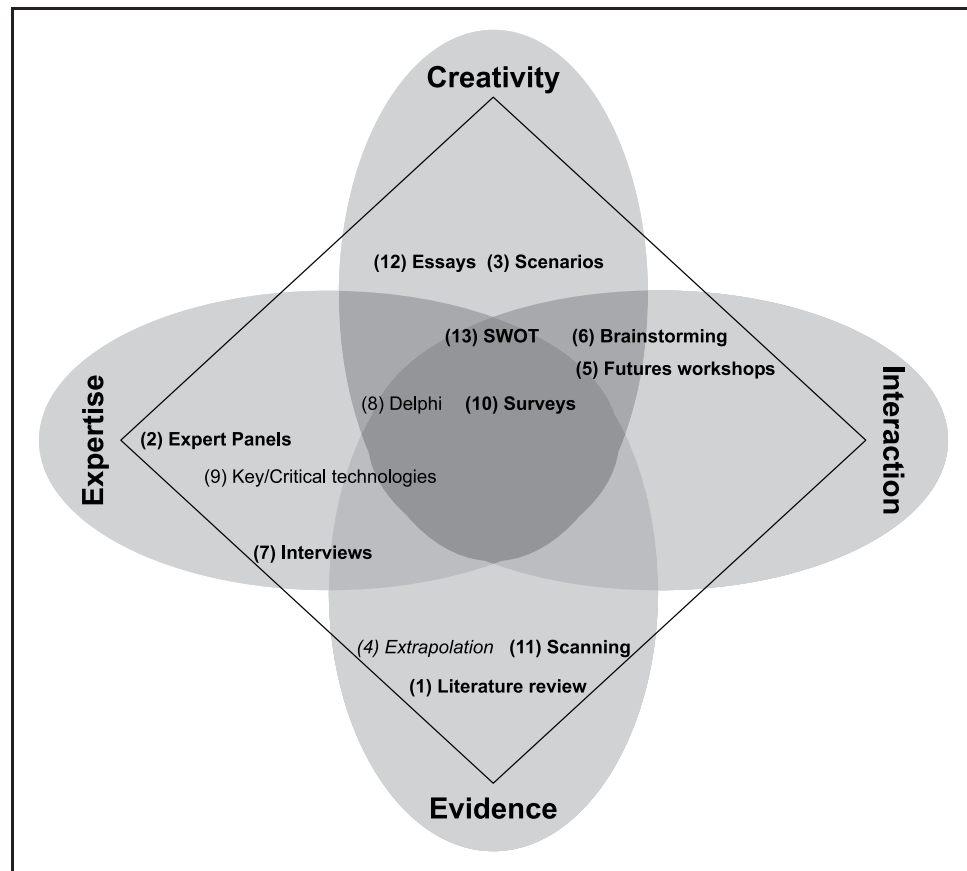 Creativity
(12) Essays (3) Scenarios
(13) SWOT (6) Brainstorming
(5) Futures workshops
(8) Delphi (10) Surveys
Expertise
Interaction
(2) Expert Panels
(9) Key/Critical technologies
(7) Interviews
(4) Extrapolation (11) Scanning
(1) Literature review
Evidence